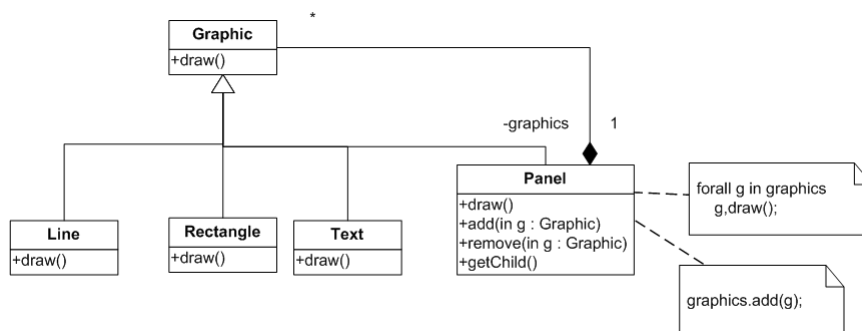 *
Graphic
+draw()
-graphics 1
Panel
+draw()
+add(in g : Graphic)
+remove(in g : Graphic)
+getChild()
forall g in graphics
g,draw();
Line
+draw()
Rectangle
+draw()
Text
+draw()
graphics.add(g);